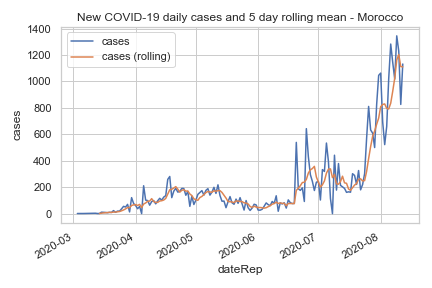 New COVID-19 daily cases and 5 day rolling mean - Morocco
cases
cases (rolling)
1400
1200
1000
800
600
400
200
0
cases
2020-03
2020-04
2020-05
2020-06
2020-07
2020-08
dateRep